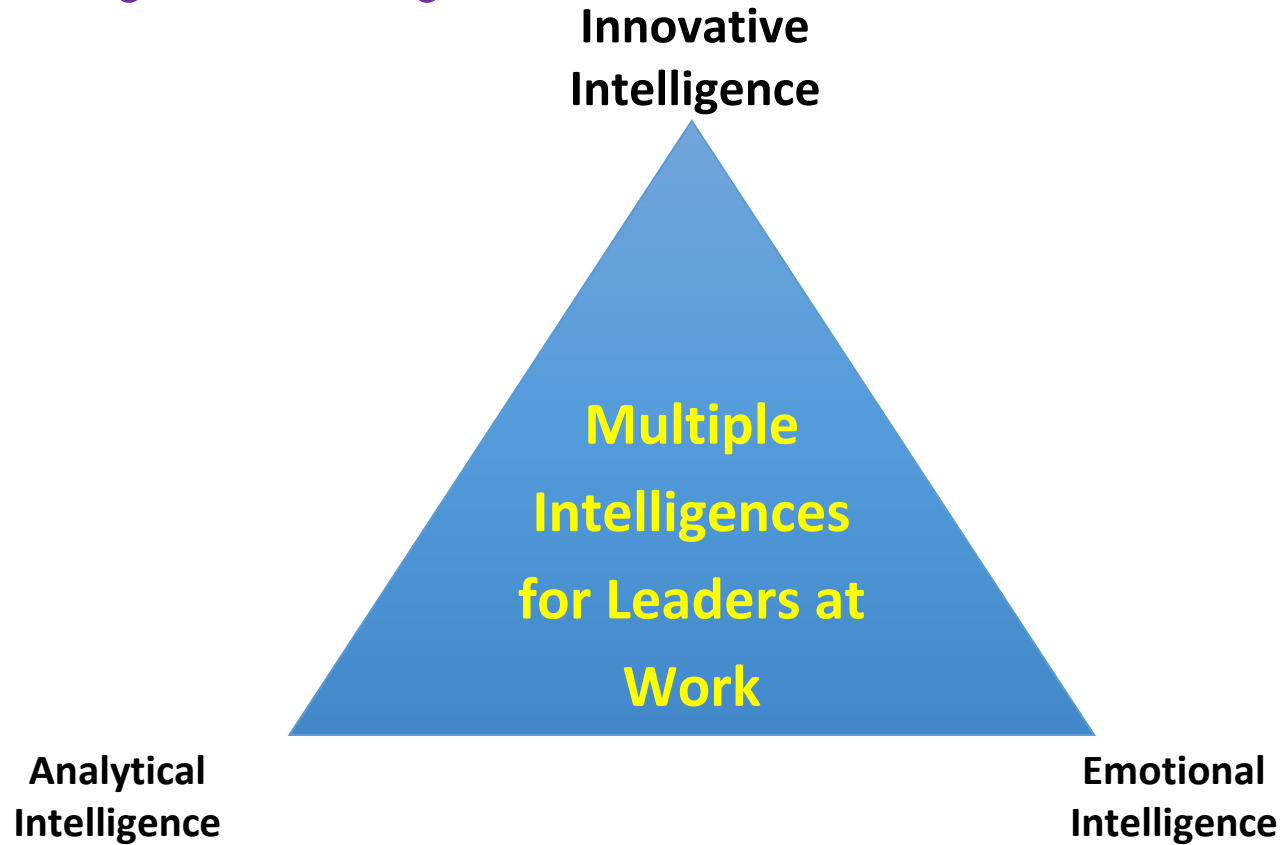 Innovative
Intelligence
Multiple
Intelligences
for Leaders at
Work
Analytical
Intelligence
Emotional
Intelligence